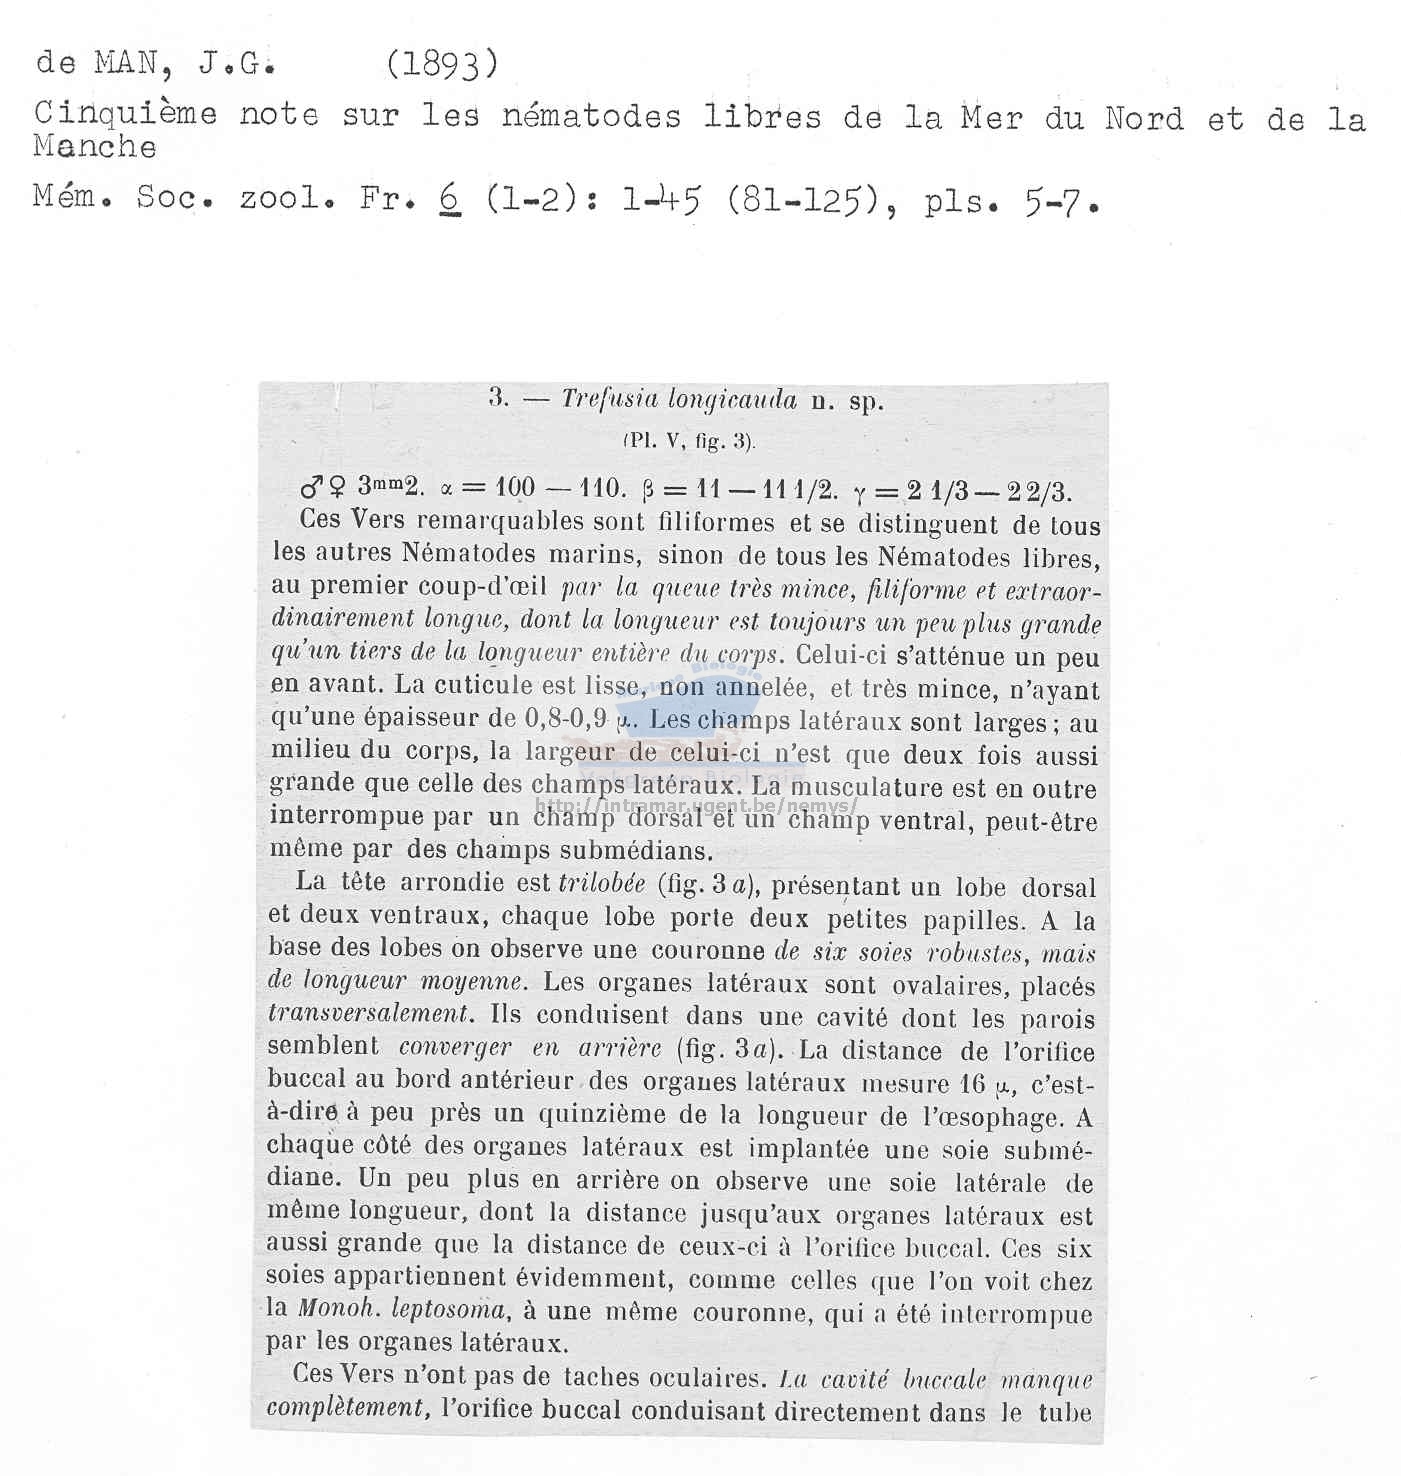 de MAN, J.G. (1893)
Cinquième note sur les nématodes libres de la Mer du Nord et de la
Manche
Mém. Soc. zool. Fr. 6 (1-2): 1-45 (81-125), pls. 5-7.
3. — Trefusia longicauda n. sp.
(Pl. V, fig. 3).
♂♀ 3mm2. α = 100 — 110. β = 11 — 11 1/2. γ = 2 1/3 — 2 2/3.
Ces Vers remarquables sont filiformes et se distinguent de tous
les autres Nématodes marins, sinon de tous les Nématodes libres,
au premier coup-d'œil par la queue très mince, filiforme et extraor-
dinairement longue, dont la longueur est toujours un peu plus grande
qu'un tiers de la longueur entière du corps. Celui-ci s'atténue un peu
en avant. La cuticule est lisse, non annelée, et très mince, n'ayant
qu'une épaisseur de 0,8-0,9 μ. Les champs latéraux sont larges ; au
milieu du corps, la largeur de celui-ci n'est que deux fois aussi
grande que celle des champs latéraux. La musculature est en outre
http://intramar.ugent.be/nemys/
interrompue par un champ dorsal et un champ ventral, peut-être
même par des champs submédians.
La tête arrondie est trilobée (fig. 3 a), présentant un lobe dorsal
et deux ventraux, chaque lobe porte deux petites papilles. A la
base des lobes on observe une couronne de six soies robustes, mais
de longueur moyenne. Les organes latéraux sont ovalaires, placés
transversalement. Ils conduisent dans une cavité dont les parois
semblent converger en arrière (fig. 3 a). La distance de l'orifice
buccal au bord antérieur des organes latéraux mesure 16 μ, c'est-
à-dire à peu près un quinzième de la longueur de l'œsophage. A
chaque côté des organes latéraux est implantée une soie submé-
diane. Un peu plus en arrière on observe une soie latérale de
même longueur, dont la distance jusqu'aux organes latéraux est
aussi grande que la distance de ceux-ci à l'orifice buccal. Ces six
soies appartiennent évidemment, comme celles que l'on voit chez
la Monoh. leptosoma, à une même couronne, qui a été interrompue
par les organes latéraux.
Ces Vers n'ont pas de taches oculaires. La cavité buccale manque
complètement, l'orifice buccal conduisant directement dans le tube